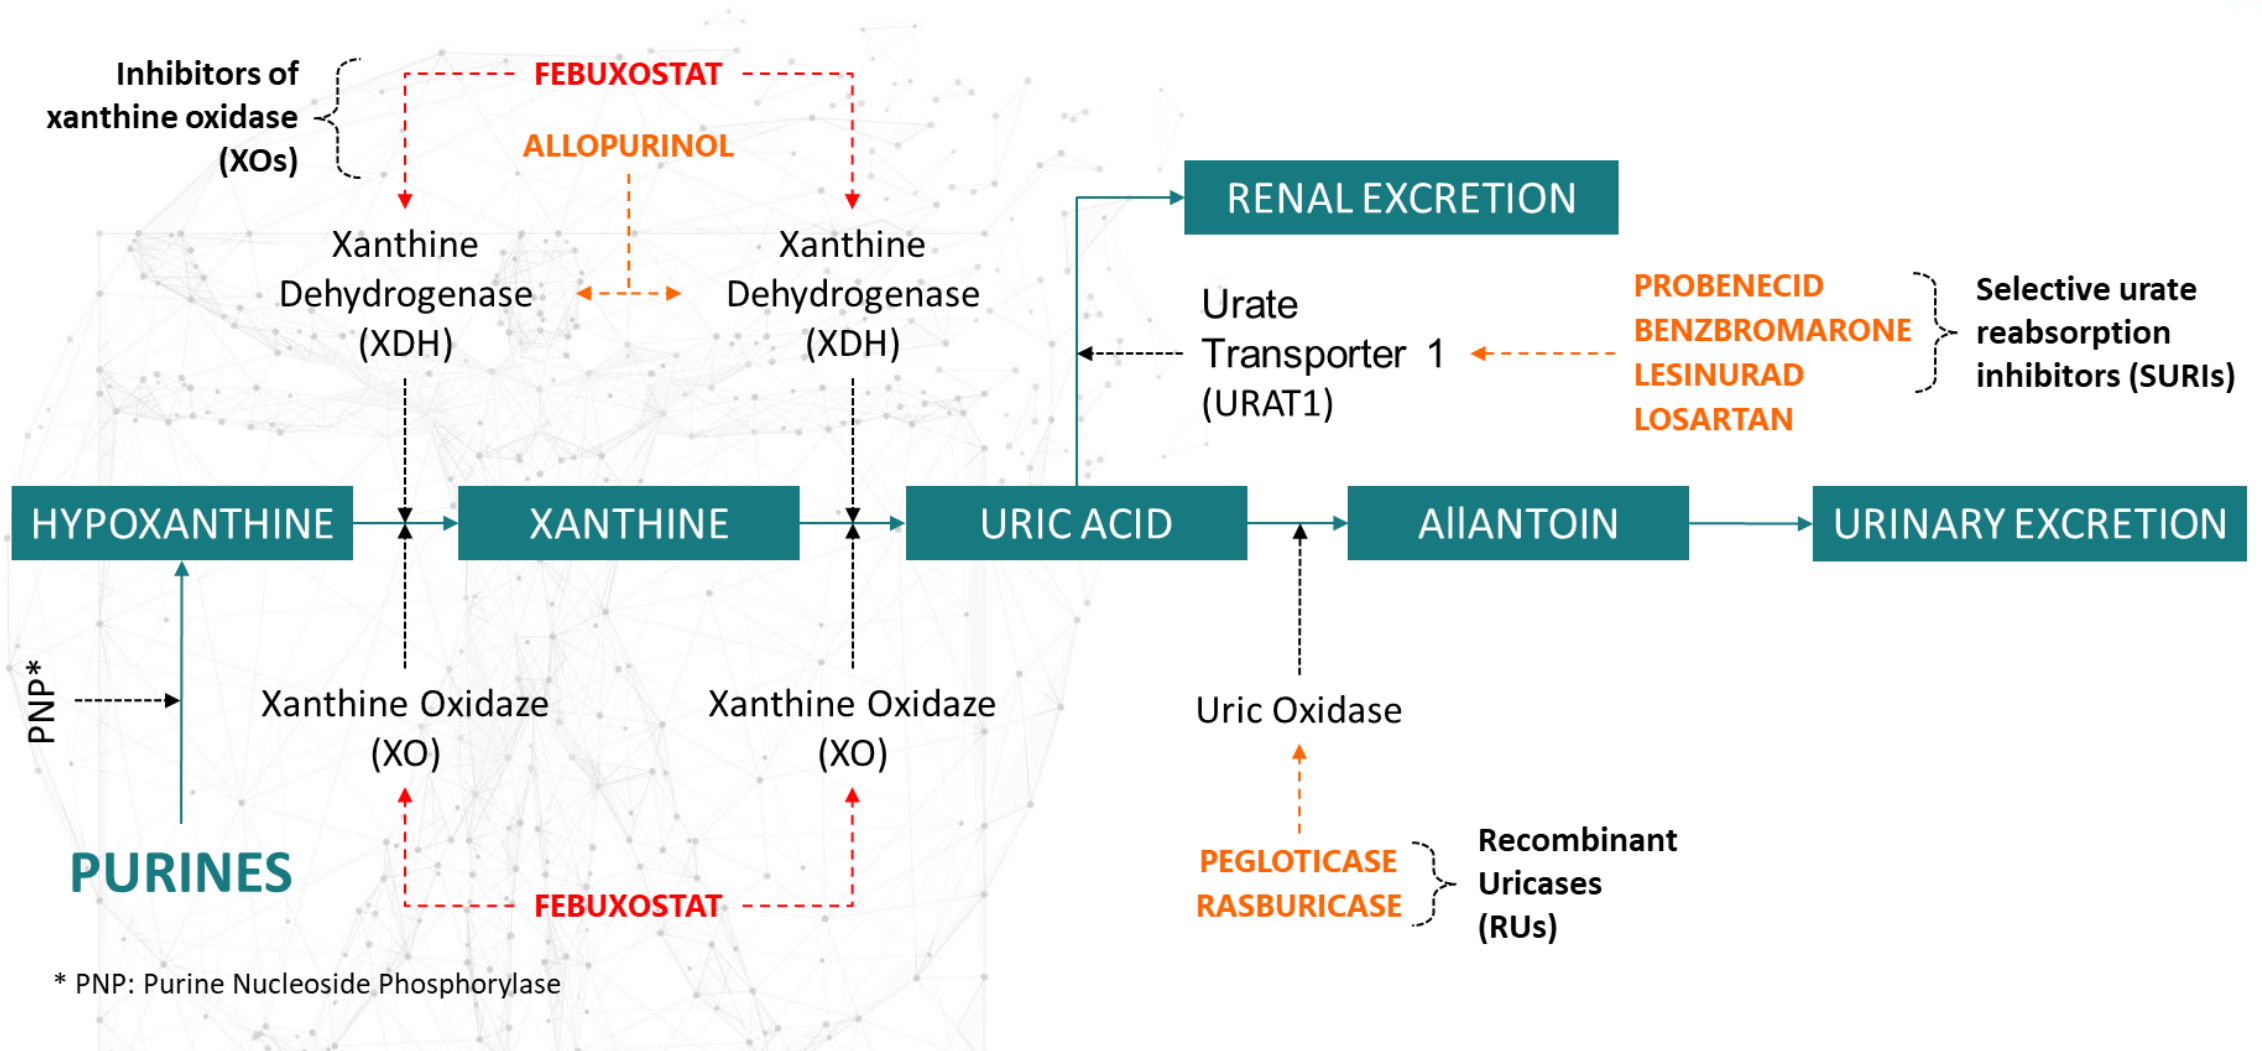 Inhibitors of
xanthine oxidase
(XOs)
FEBUXOSTAT
ALLOPURINOL
Xanthine
Dehydrogenase
(XDH)
Xanthine
Dehydrogenase
(XDH)
RENAL EXCRETION
Urate
Transporter 1
(URAT1)
PROBENECID
BENZBROMARONE
LESINURAD
LOSARTAN
Selective urate
reabsorption
inhibitors (SURIs)
HYPOXANTHINE
XANTHINE
URIC ACID
AllANTOIN
URINARY EXCRETION
PNP*
Xanthine Oxidaze
(XO)
Xanthine Oxidaze
(XO)
Uric Oxidase
PURINES
FEBUXOSTAT
PEGLOTICASE
RASBURICASE
Recombinant
Uricases
(RUs)
* PNP: Purine Nucleoside Phosphorylase